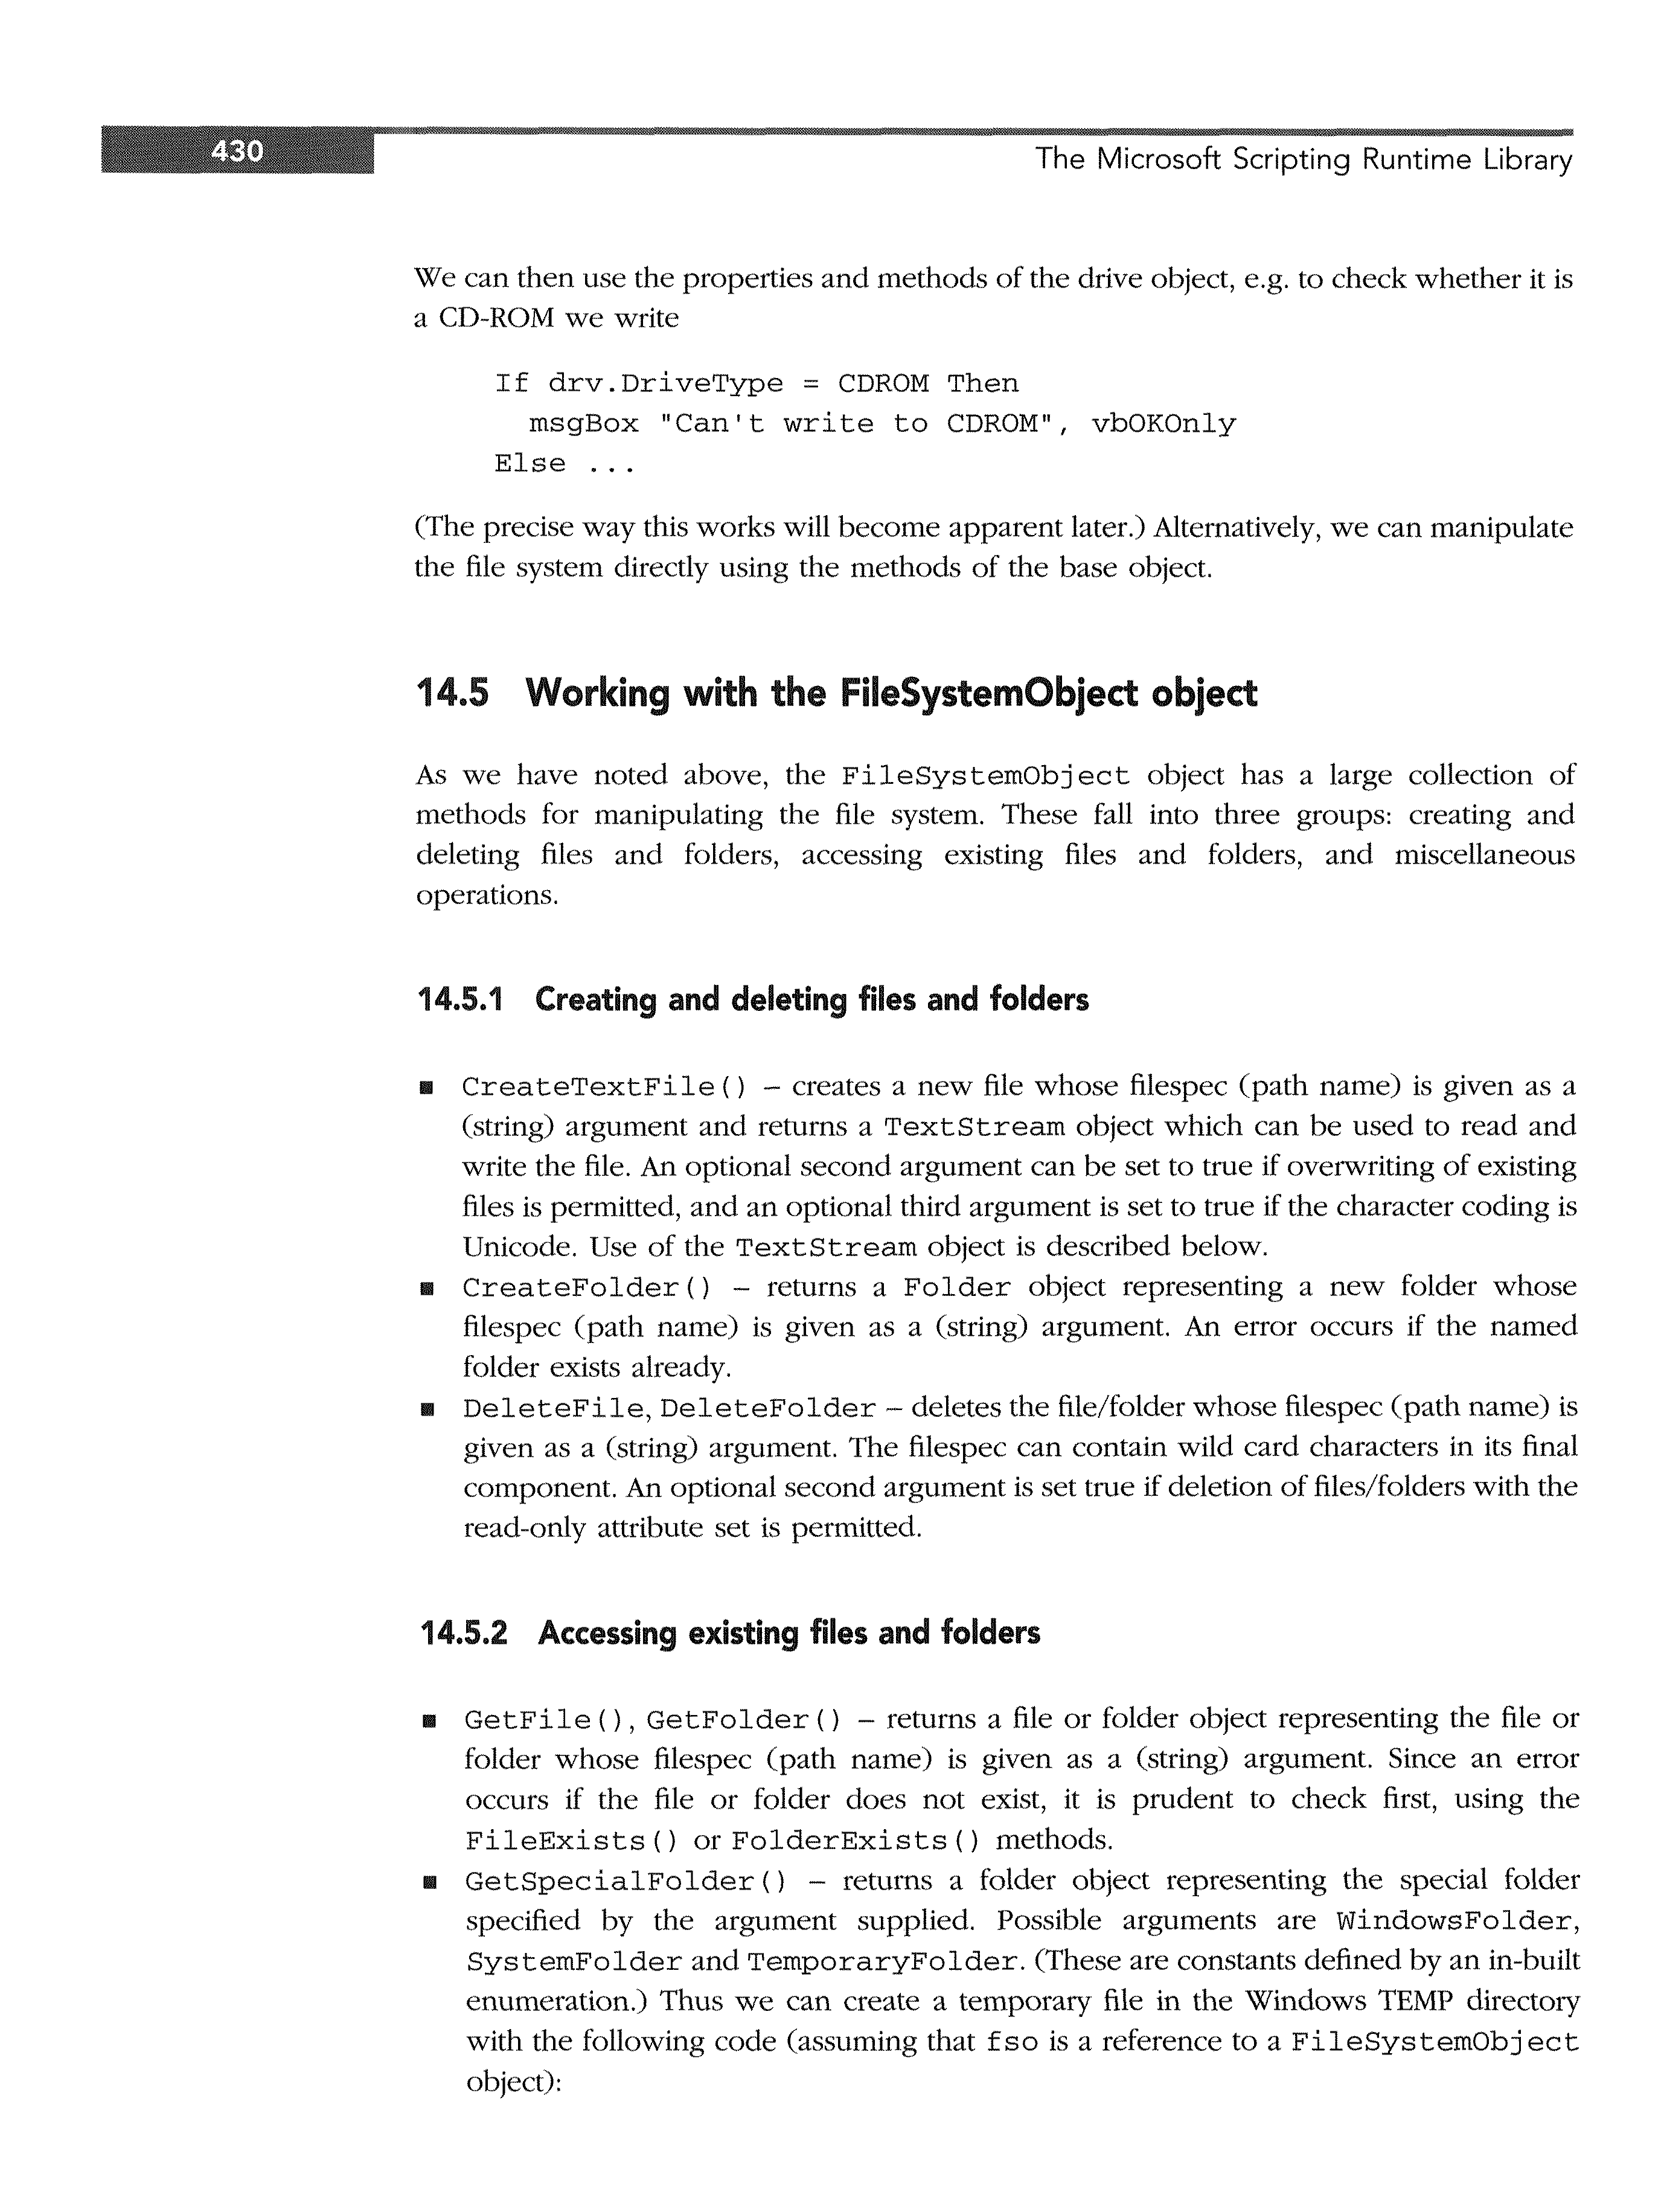 430
The Microsoft Scripting Runtime Library
We can then use the properties and methods of the drive object, e.g. to check whether it is
a CD-ROM we write
If drv.DriveType = CDROM Then
msgBox "Can't write to CDROM", vbOKOnly
Else ...
(The precise way this works will become apparent later.) Alternatively, we can manipulate
the file system directly using the methods of the base object.
14.5 Working with the FileSystemObject object
As we have noted above, the FileSystemObject object has a large collection of
methods for manipulating the file system. These fall into three groups: creating and
deleting files and folders, accessing existing files and folders, and miscellaneous
operations.
14.5.1 Creating and deleting files and folders
■ CreateTextFile() – creates a new file whose filespec (path name) is given as a
(string) argument and returns a TextStream object which can be used to read and
write the file. An optional second argument can be set to true if overwriting of existing
files is permitted, and an optional third argument is set to true if the character coding is
Unicode. Use of the TextStream object is described below.
■ CreateFolder() – returns a Folder object representing a new folder whose
filespec (path name) is given as a (string) argument. An error occurs if the named
folder exists already.
■ DeleteFile, DeleteFolder – deletes the file/folder whose filespec (path name) is
given as a (string) argument. The filespec can contain wild card characters in its final
component. An optional second argument is set true if deletion of files/folders with the
read-only attribute set is permitted.
14.5.2 Accessing existing files and folders
■ GetFile(), GetFolder() – returns a file or folder object representing the file or
folder whose filespec (path name) is given as a (string) argument. Since an error
occurs if the file or folder does not exist, it is prudent to check first, using the
FileExists() or FolderExists() methods.
■ GetSpecialFolder() – returns a folder object representing the special folder
specified by the argument supplied. Possible arguments are WindowsFolder,
SystemFolder and TemporaryFolder. (These are constants defined by an in-built
enumeration.) Thus we can create a temporary file in the Windows TEMP directory
with the following code (assuming that fso is a reference to a FileSystemObject
object):